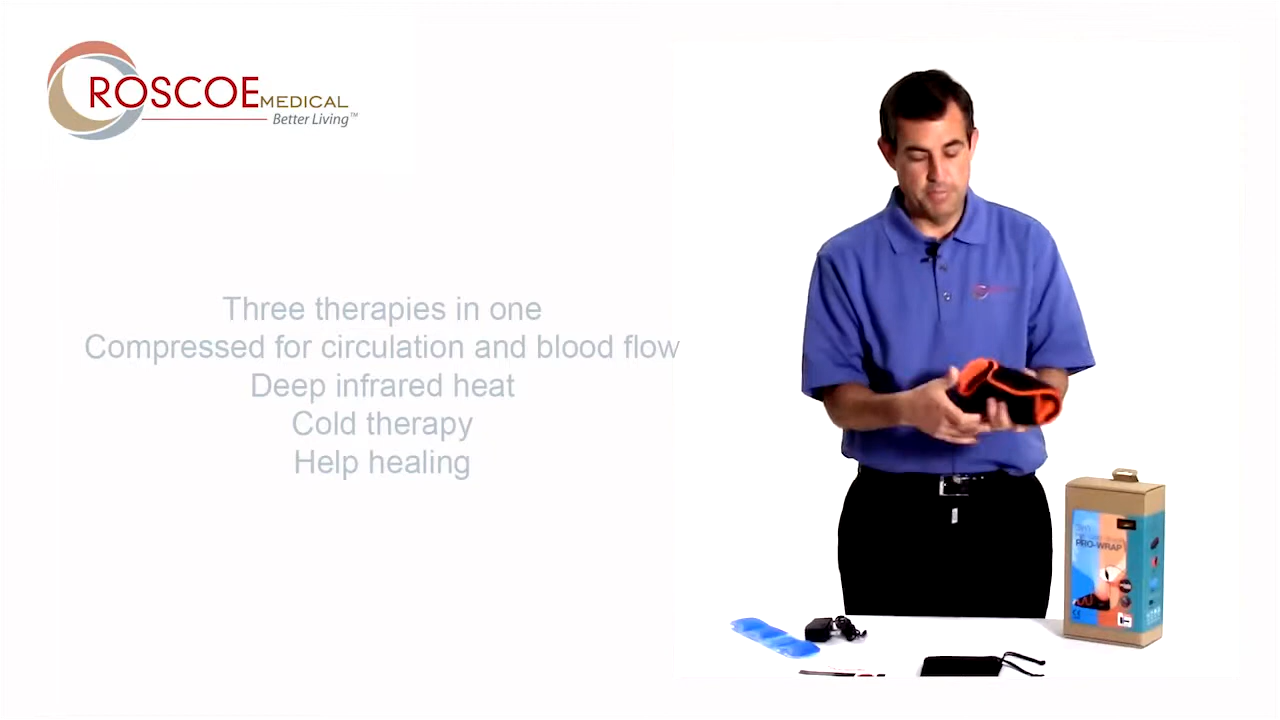 ROSCOE MEDICAL
Better Living™
Three therapies in one
Compressed for circulation and blood flow
Deep infrared heat
Cold therapy
Help healing
PRO-WRAP